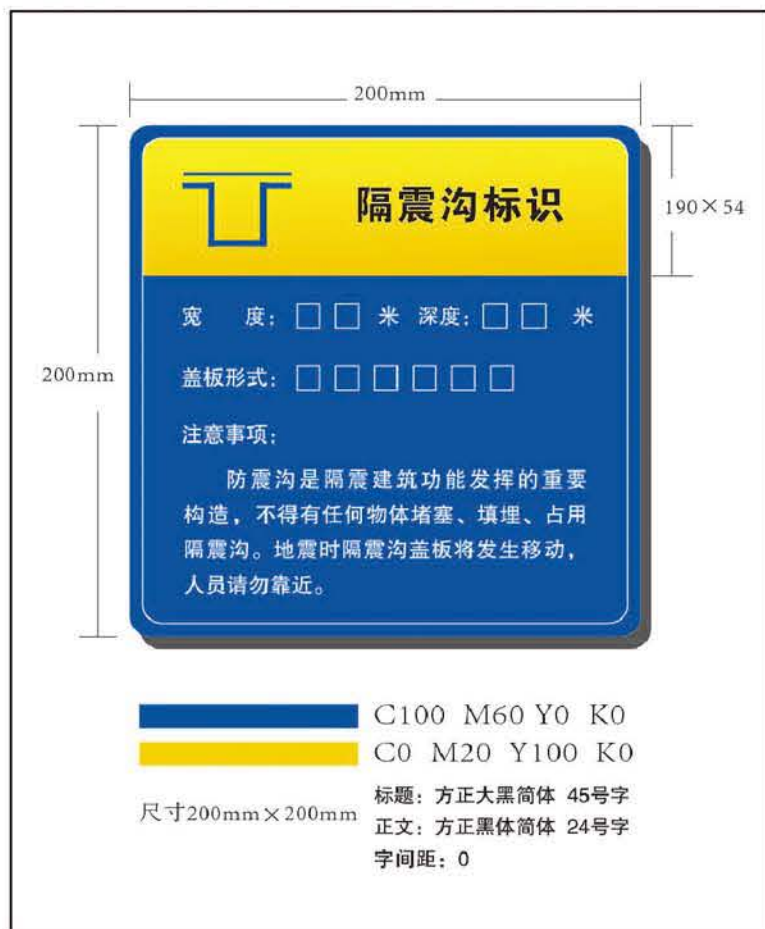 200mm
隔震沟标识
190×54
宽 度：□□ 米 深度：□□ 米
200mm
盖板形式：□□□□□□
注意事项：
防震沟是隔震建筑功能发挥的重要
构造，不得有任何物体堵塞、填埋、占用
隔震沟。地震时隔震沟盖板将发生移动，
人员请勿靠近。
C100 M60 Y0 K0
C0 M20 Y100 K0
尺寸200mm×200mm
标题：方正大黑简体 45号字
正文：方正黑体简体 24号字
字间距：0